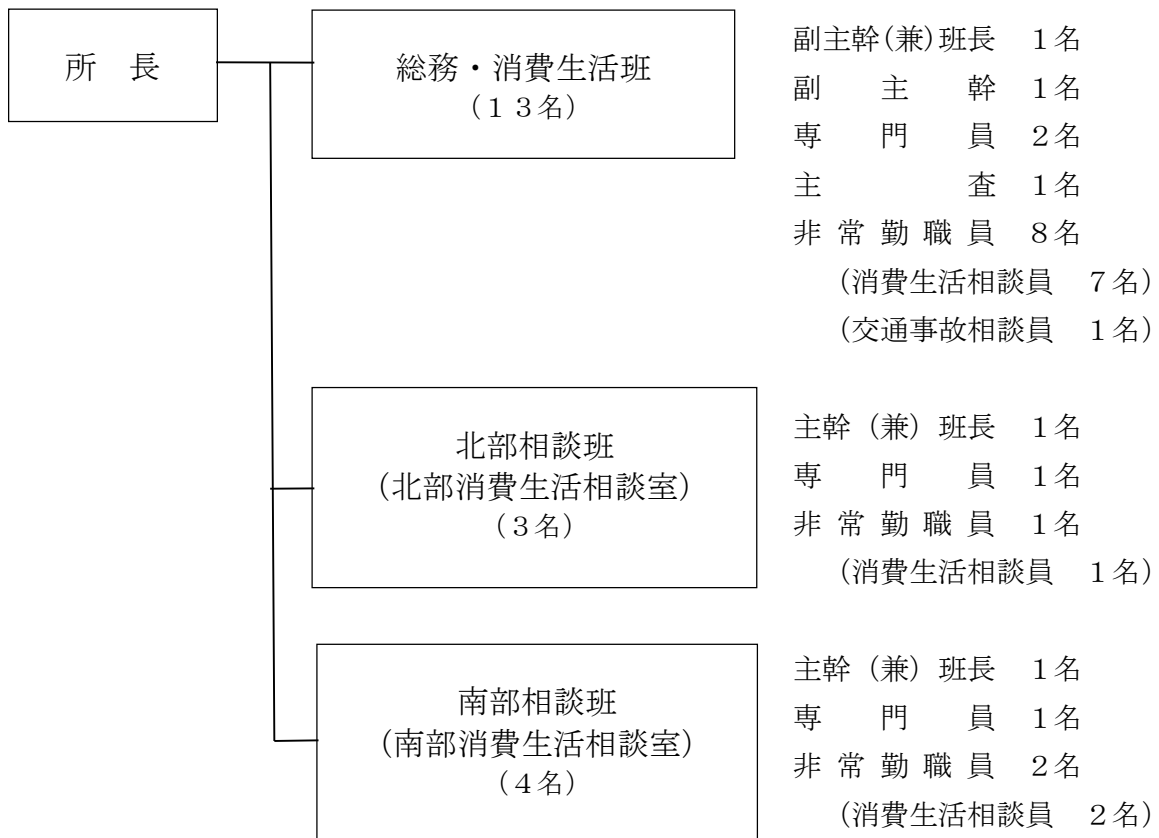 所　長
総務・消費生活班
（１３名）
副主幹(兼)班長　１名
副　主　幹　１名
専　門　員　２名
主　　　査　１名
非 常 勤 職 員　８名
（消費生活相談員　７名）
（交通事故相談員　１名）
北部相談班
（北部消費生活相談室）
（３名）
主幹（兼）班長　１名
専　門　員　１名
非 常 勤 職 員　１名
（消費生活相談員　１名）
南部相談班
（南部消費生活相談室）
（４名）
主幹（兼）班長　１名
専　門　員　１名
非 常 勤 職 員　２名
（消費生活相談員　２名）